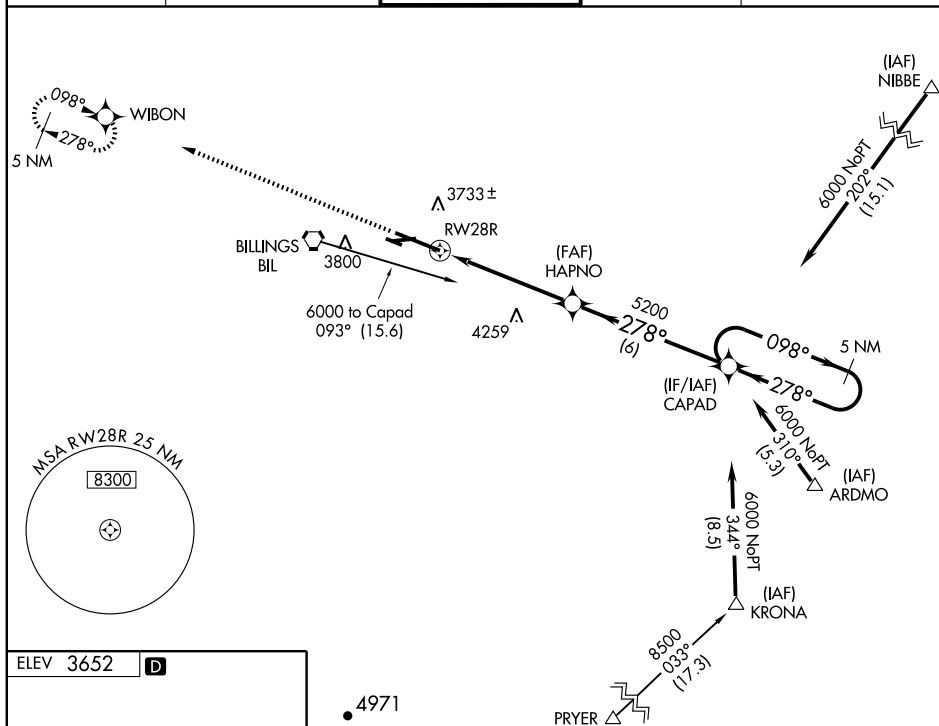 (IAF)
NIBBE
098°
WIBON
278°
5 NM
6000 NoPT
202°
(15.1)
3733±
RW28R
BILLINGS
BIL
3800
(FAF)
HAPNO
6000 to Capad
093° (15.6)
4259
5200
278°
(6)
098°
5 NM
278°
(IF/IAF)
CAPAD
6000 NoPT
310°
(5.3)
(IAF)
ARDMO
MSA RW28R 25 NM
8300
6000 NoPT
344°
(8.5)
(IAF)
KRONA
8500
033°
(17.3)
ELEV 3652 D
4971
PRYER